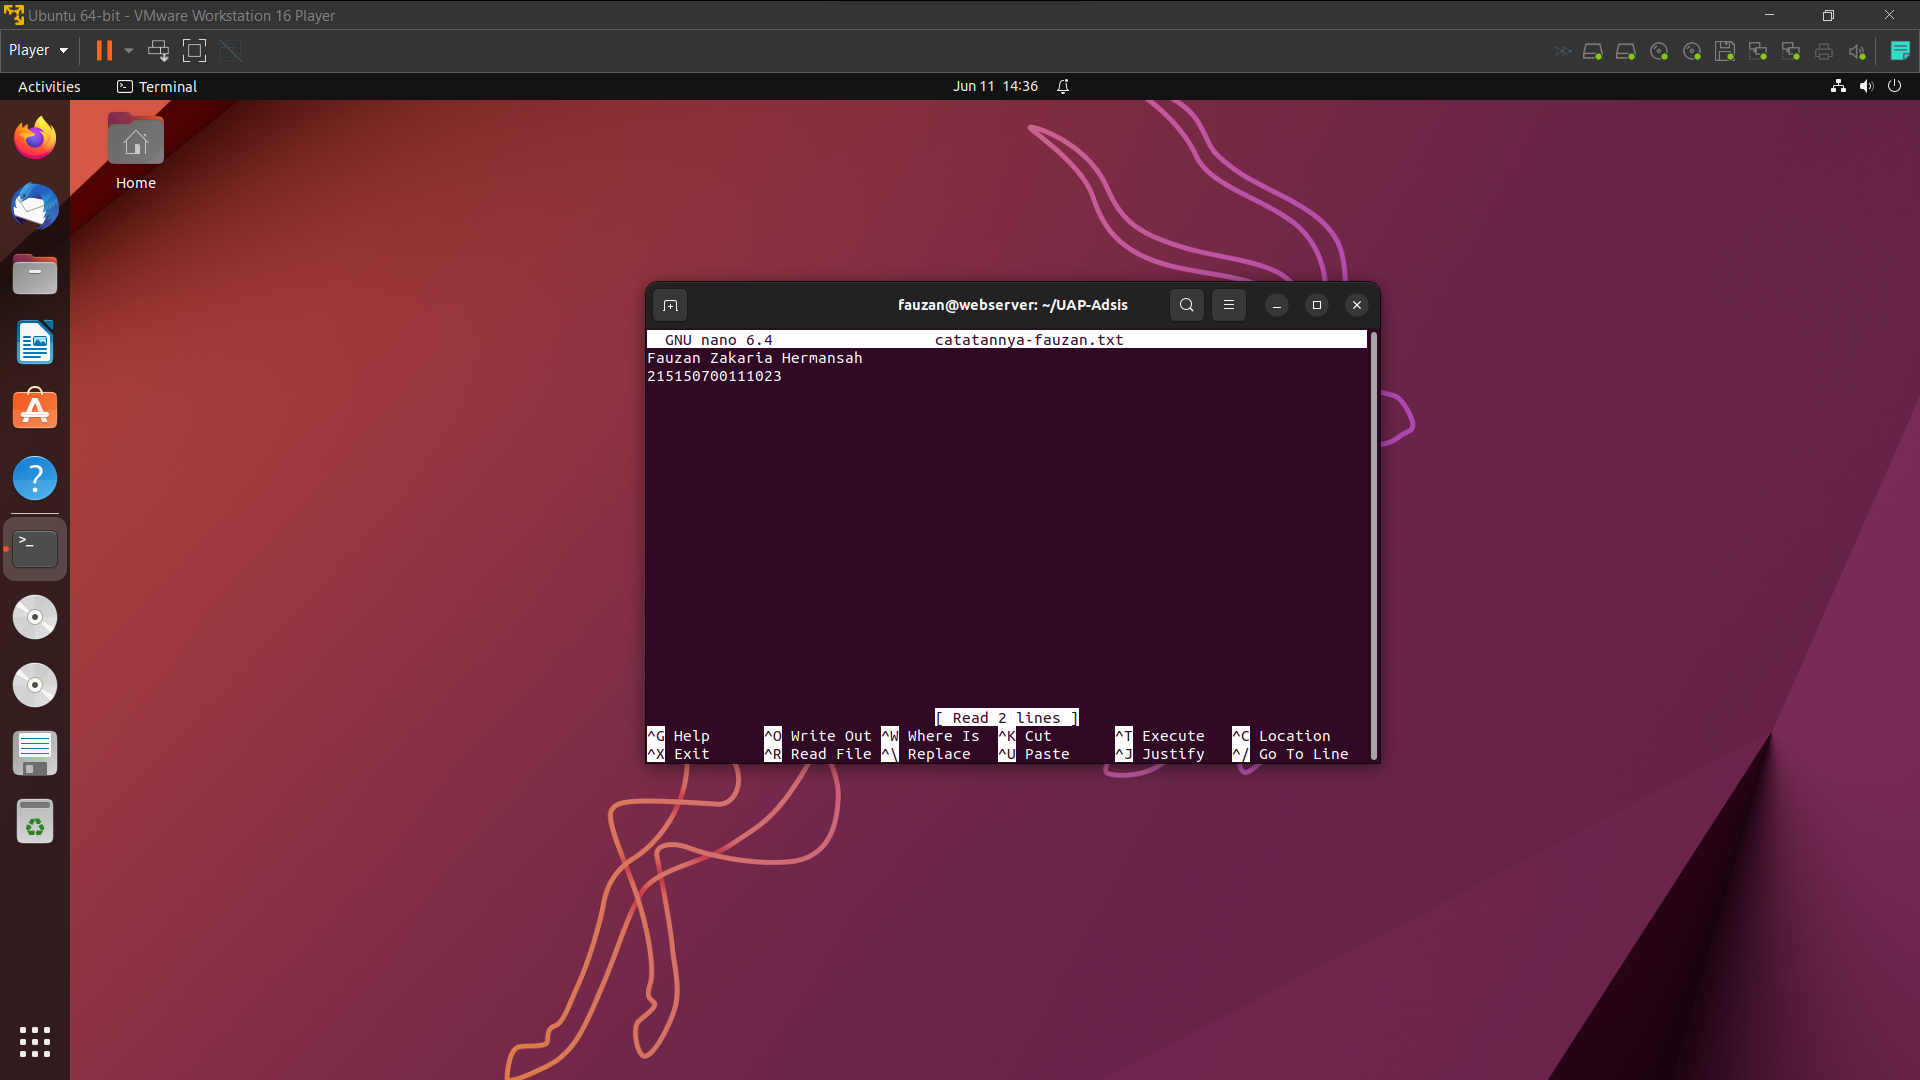 Ubuntu 64-bit - VMware Workstation 16 Player
Player
Activities
Terminal
Jun 11 14:36
Home
fauzan@webserver: ~/UAP-Adsis
GNU nano 6.4 catatannya-fauzan.txt
Fauzan Zakaria Hermansah
215150700111023
[ Read 2 lines ]
^G Help ^O Write Out ^W Where Is ^K Cut ^T Execute ^C Location
^X Exit ^R Read File ^\ Replace ^U Paste ^J Justify ^/ Go To Line